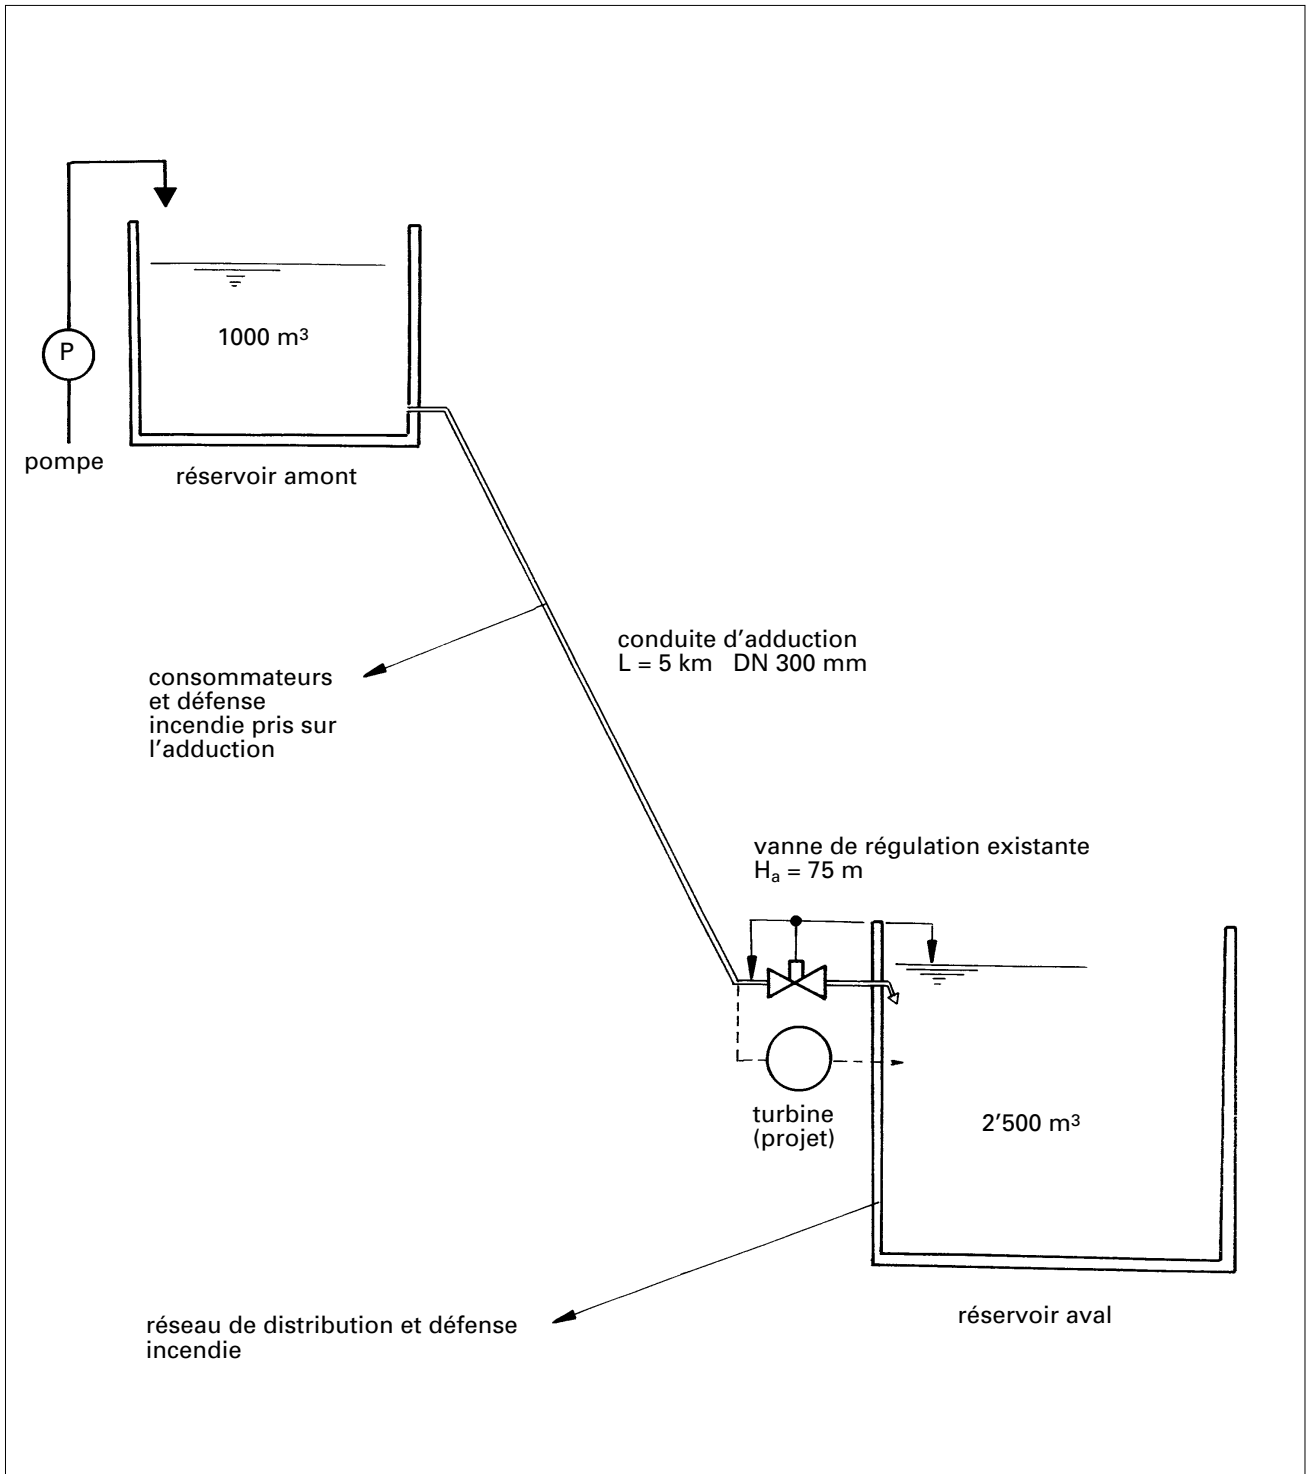 1000 m³
P
pompe
réservoir amont
conduite d'adduction
L = 5 km DN 300 mm
consommateurs
et défense
incendie pris sur
l'adduction
vanne de régulation existante
Hₐ = 75 m
turbine
(projet)
2'500 m³
réservoir aval
réseau de distribution et défense
incendie